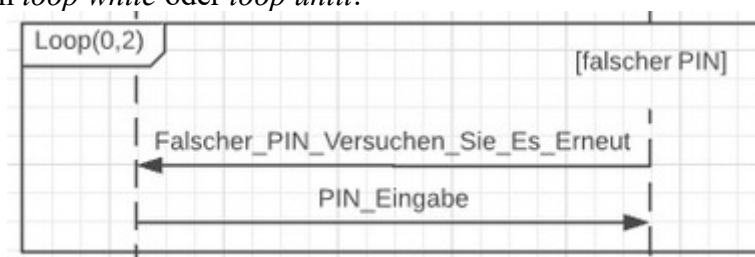 loop while oder loop until?
Loop(0,2)
[falscher PIN]
Falscher_PIN_Versuchen_Sie_Es_Erneut
PIN_Eingabe